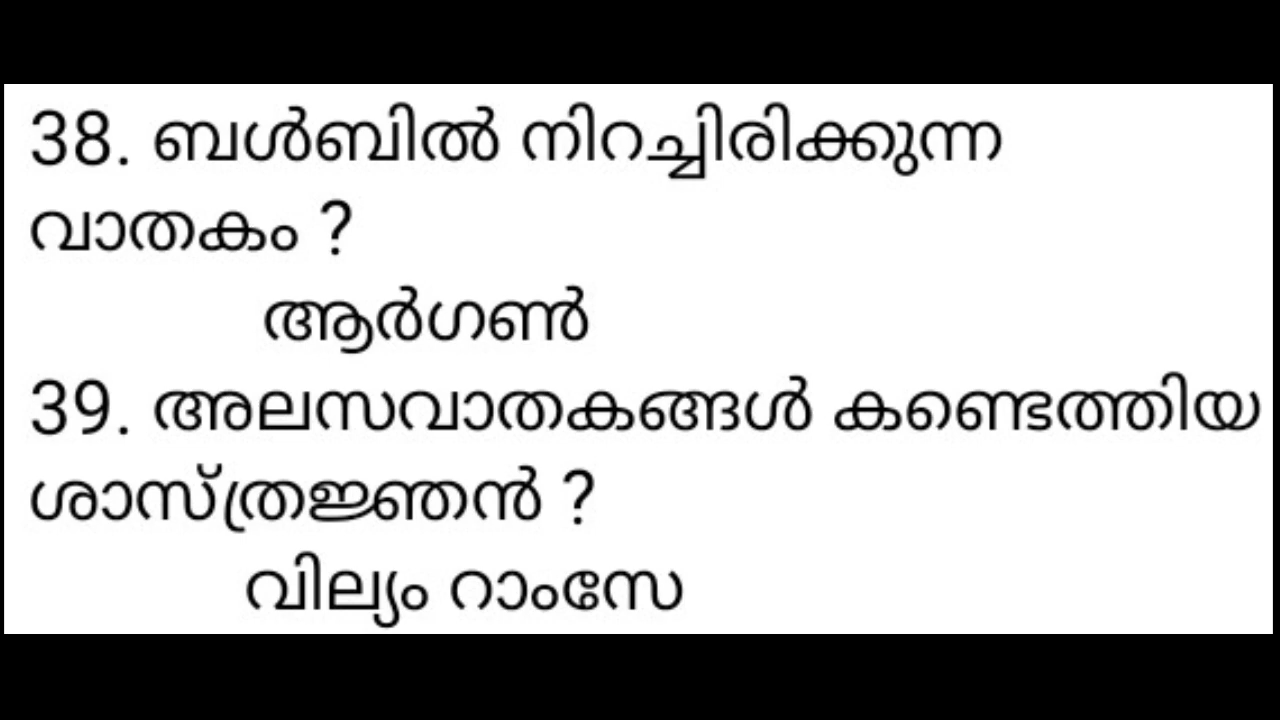 38. ബൾബിൽ നിറച്ചിരിക്കുന്ന
വാതകം ?
ആർഗൺ
39. അലസവാതകങ്ങൾ കണ്ടെത്തിയ
ശാസ്ത്രജ്ഞൻ ?
വില്യം റാംസേ